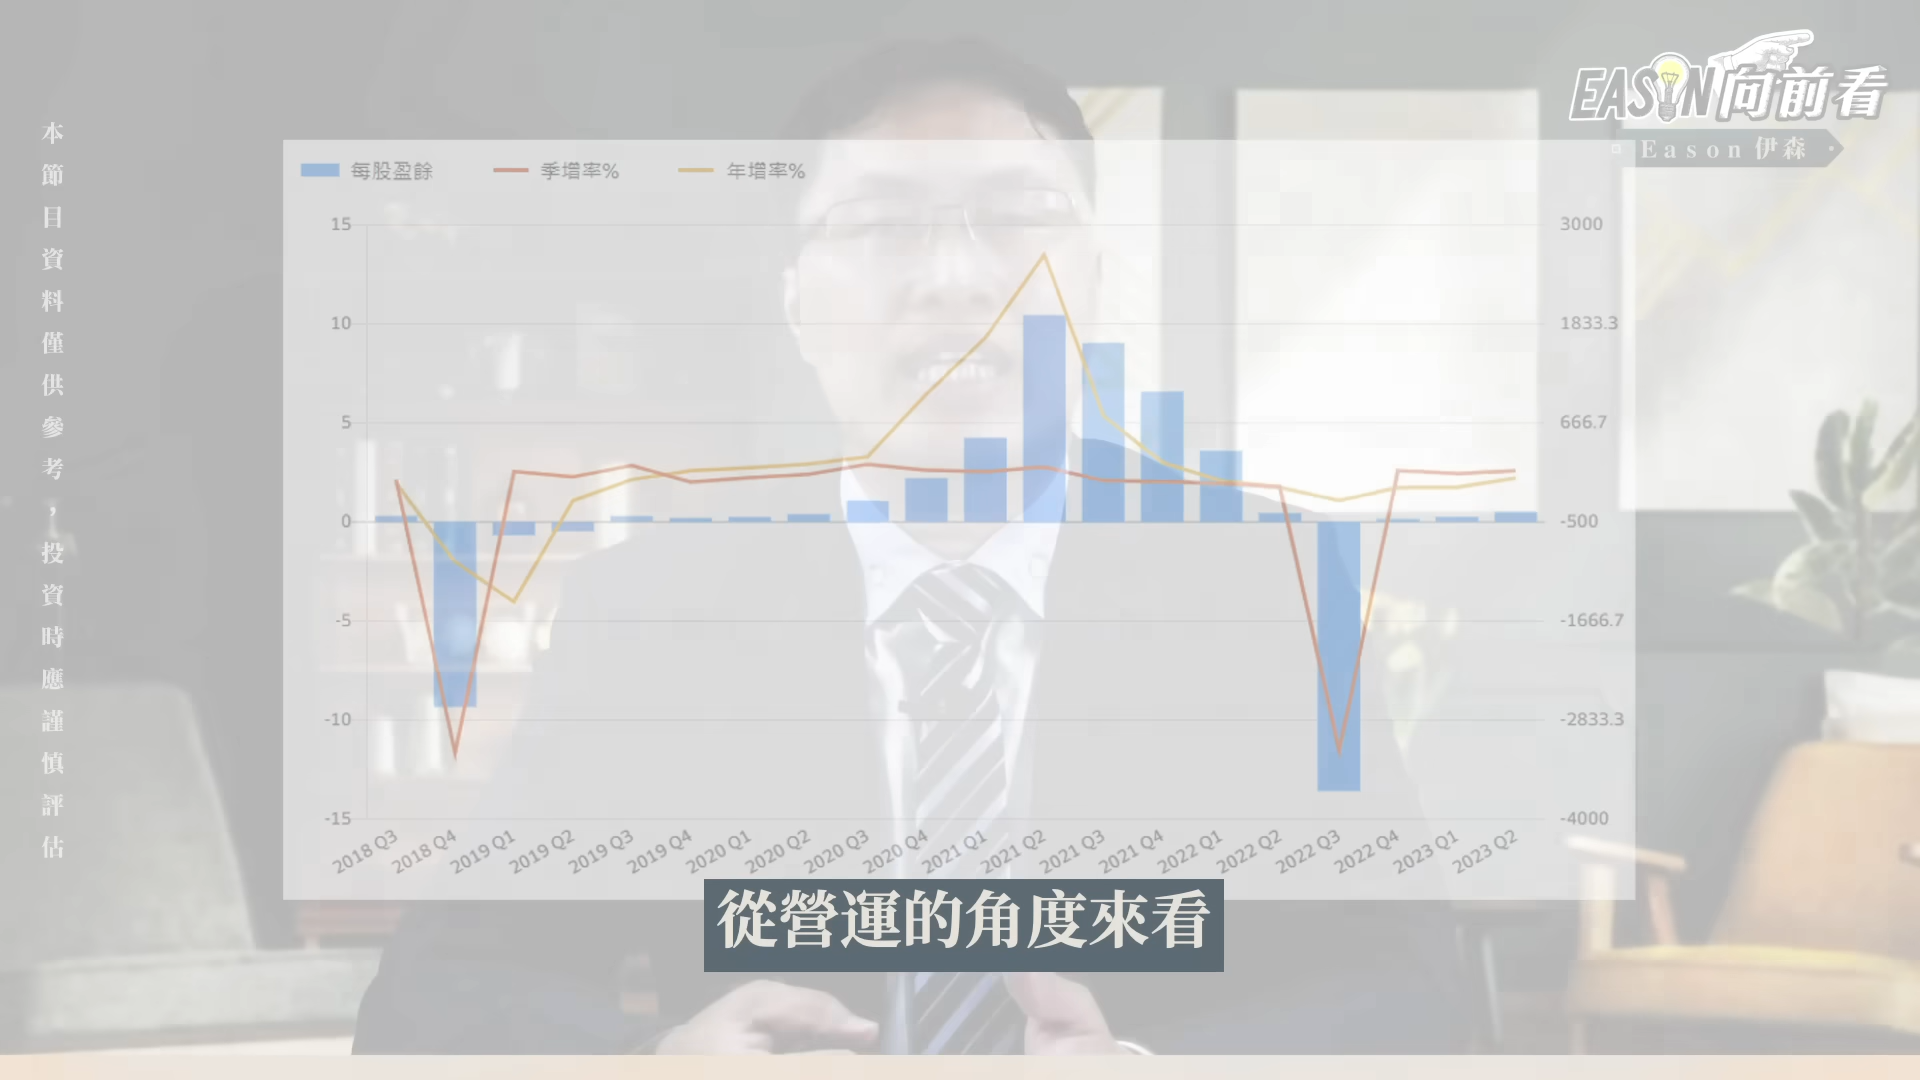 EASON向前看
Eason 伊森
本節目資料僅供參考，投資時應謹慎評估
每股盈餘 季增率% 年增率%
15 3000
10 1833.3
5 666.7
0 -500
-5 -1666.7
-10 -2833.3
-15 -4000
2018 Q3 2018 Q4 2019 Q1 2019 Q2 2019 Q3 2019 Q4 2020 Q1 2020 Q2 2020 Q3 2020 Q4 2021 Q1 2021 Q2 2021 Q3 2021 Q4 2022 Q1 2022 Q2 2022 Q3 2022 Q4 2023 Q1 2023 Q2
從營運的角度來看